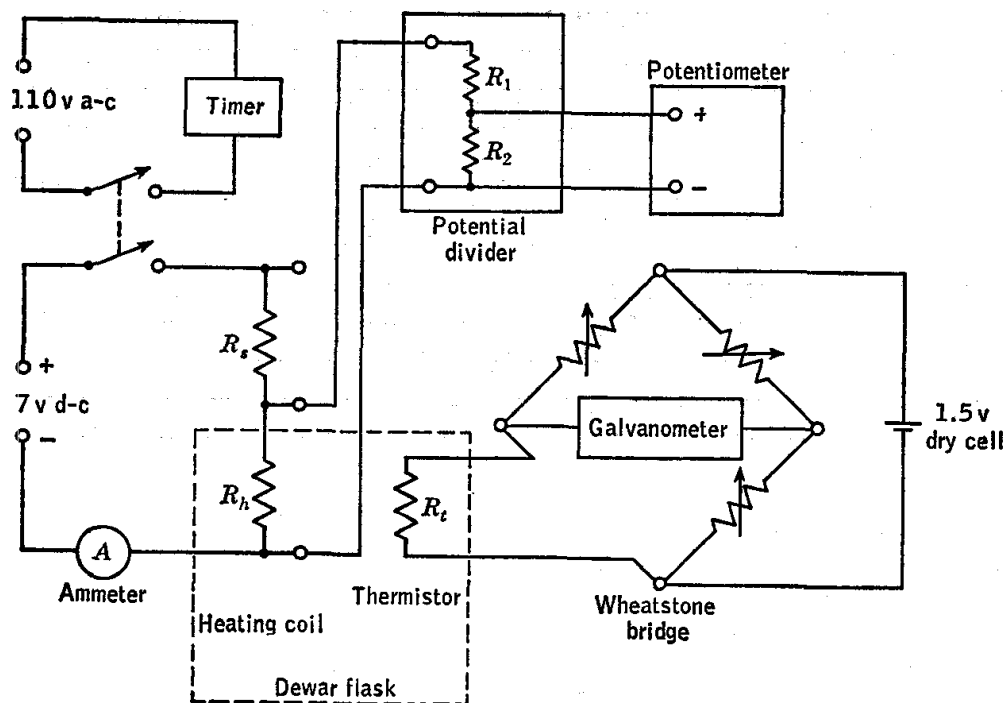 110 v a-c
Timer
R₁
R₂
Potentiometer
+
−
Potential
divider
+
7 v d-c
−
Rₛ
Rₕ
Rₜ
A
Ammeter
Heating coil
Thermistor
Dewar flask
Galvanometer
1.5 v
dry cell
Wheatstone
bridge